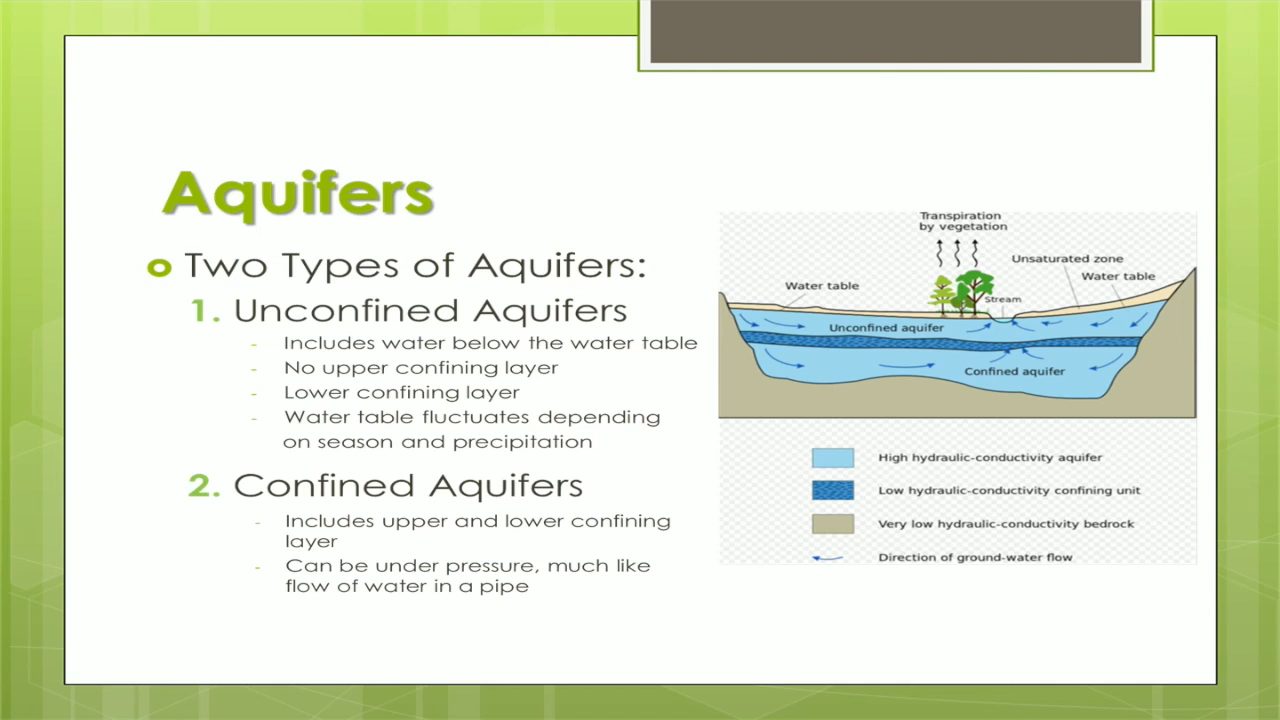 Aquifers
Two Types of Aquifers:
1. Unconfined Aquifers
- Includes water below the water table
- No upper confining layer
- Lower confining layer
- Water table fluctuates depending
on season and precipitation
2. Confined Aquifers
- Includes upper and lower confining
layer
- Can be under pressure, much like
flow of water in a pipe
Transpiration
by vegetation
Unsaturated zone
Water table
Water table
Stream
Unconfined aquifer
Confined aquifer
High hydraulic-conductivity aquifer
Low hydraulic-conductivity confining unit
Very low hydraulic-conductivity bedrock
Direction of ground-water flow